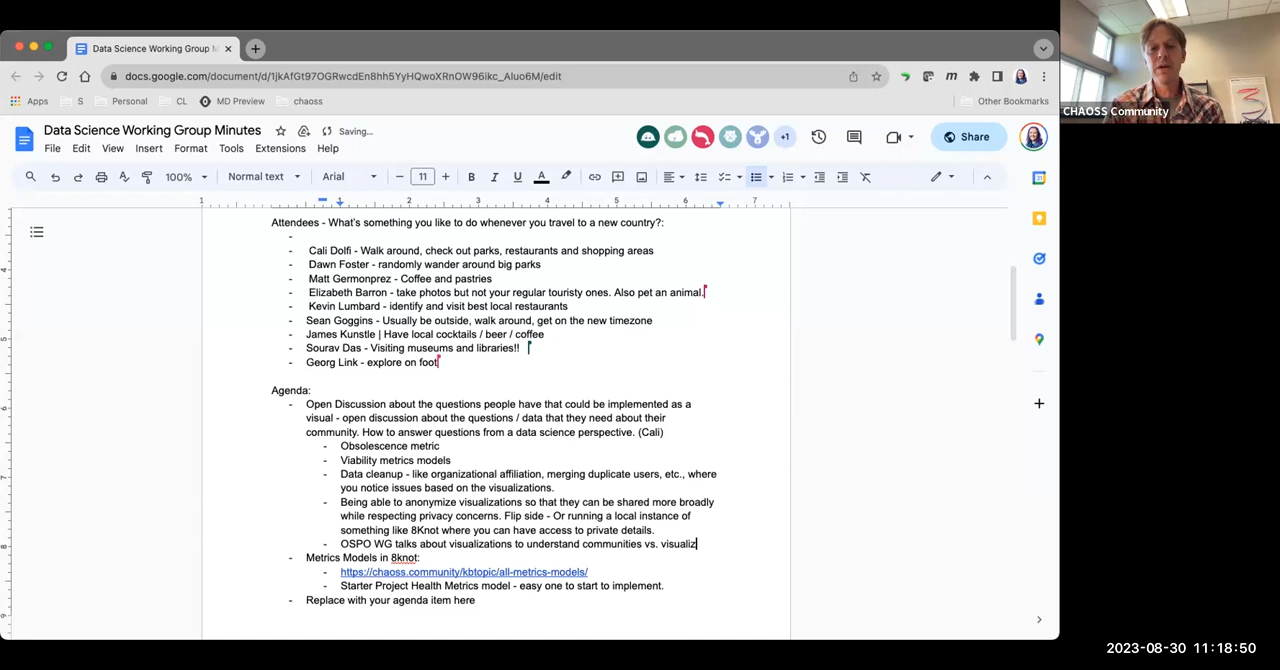 Data Science Working Group M
docs.google.com/document/d/1jkAfGt97OGRwcdEn8hh5YyHQwoXRnOW96ikc_AIuo6M/edit
Apps S Personal CL MD Preview chaoss Other Bookmarks
CHAOSS Community
Data Science Working Group Minutes Saving...
File Edit View Insert Format Tools Extensions Help
+1 Share
100% Normal text Arial 11
1 1 2 3 4 5 6 7
Attendees - What's something you like to do whenever you travel to a new country?:
-
- Cali Dolfi - Walk around, check out parks, restaurants and shopping areas
- Dawn Foster - randomly wander around big parks
- Matt Germonprez - Coffee and pastries
- Elizabeth Barron - take photos but not your regular touristy ones. Also pet an animal.
- Kevin Lumbard - identify and visit best local restaurants
- Sean Goggins - Usually be outside, walk around, get on the new timezone
- James Kunstle | Have local cocktails / beer / coffee
- Sourav Das - Visiting museums and libraries!!
- Georg Link - explore on foot
Agenda:
- Open Discussion about the questions people have that could be implemented as a
visual - open discussion about the questions / data that they need about their
community. How to answer questions from a data science perspective. (Cali)
- Obsolescence metric
- Viability metrics models
- Data cleanup - like organizational affiliation, merging duplicate users, etc., where
you notice issues based on the visualizations.
- Being able to anonymize visualizations so that they can be shared more broadly
while respecting privacy concerns. Flip side - Or running a local instance of
something like 8Knot where you can have access to private details.
- OSPO WG talks about visualizations to understand communities vs. visualiz
- Metrics Models in 8knot:
- https://chaoss.community/kbtopic/all-metrics-models/
- Starter Project Health Metrics model - easy one to start to implement.
- Replace with your agenda item here
2023-08-30 11:18:50